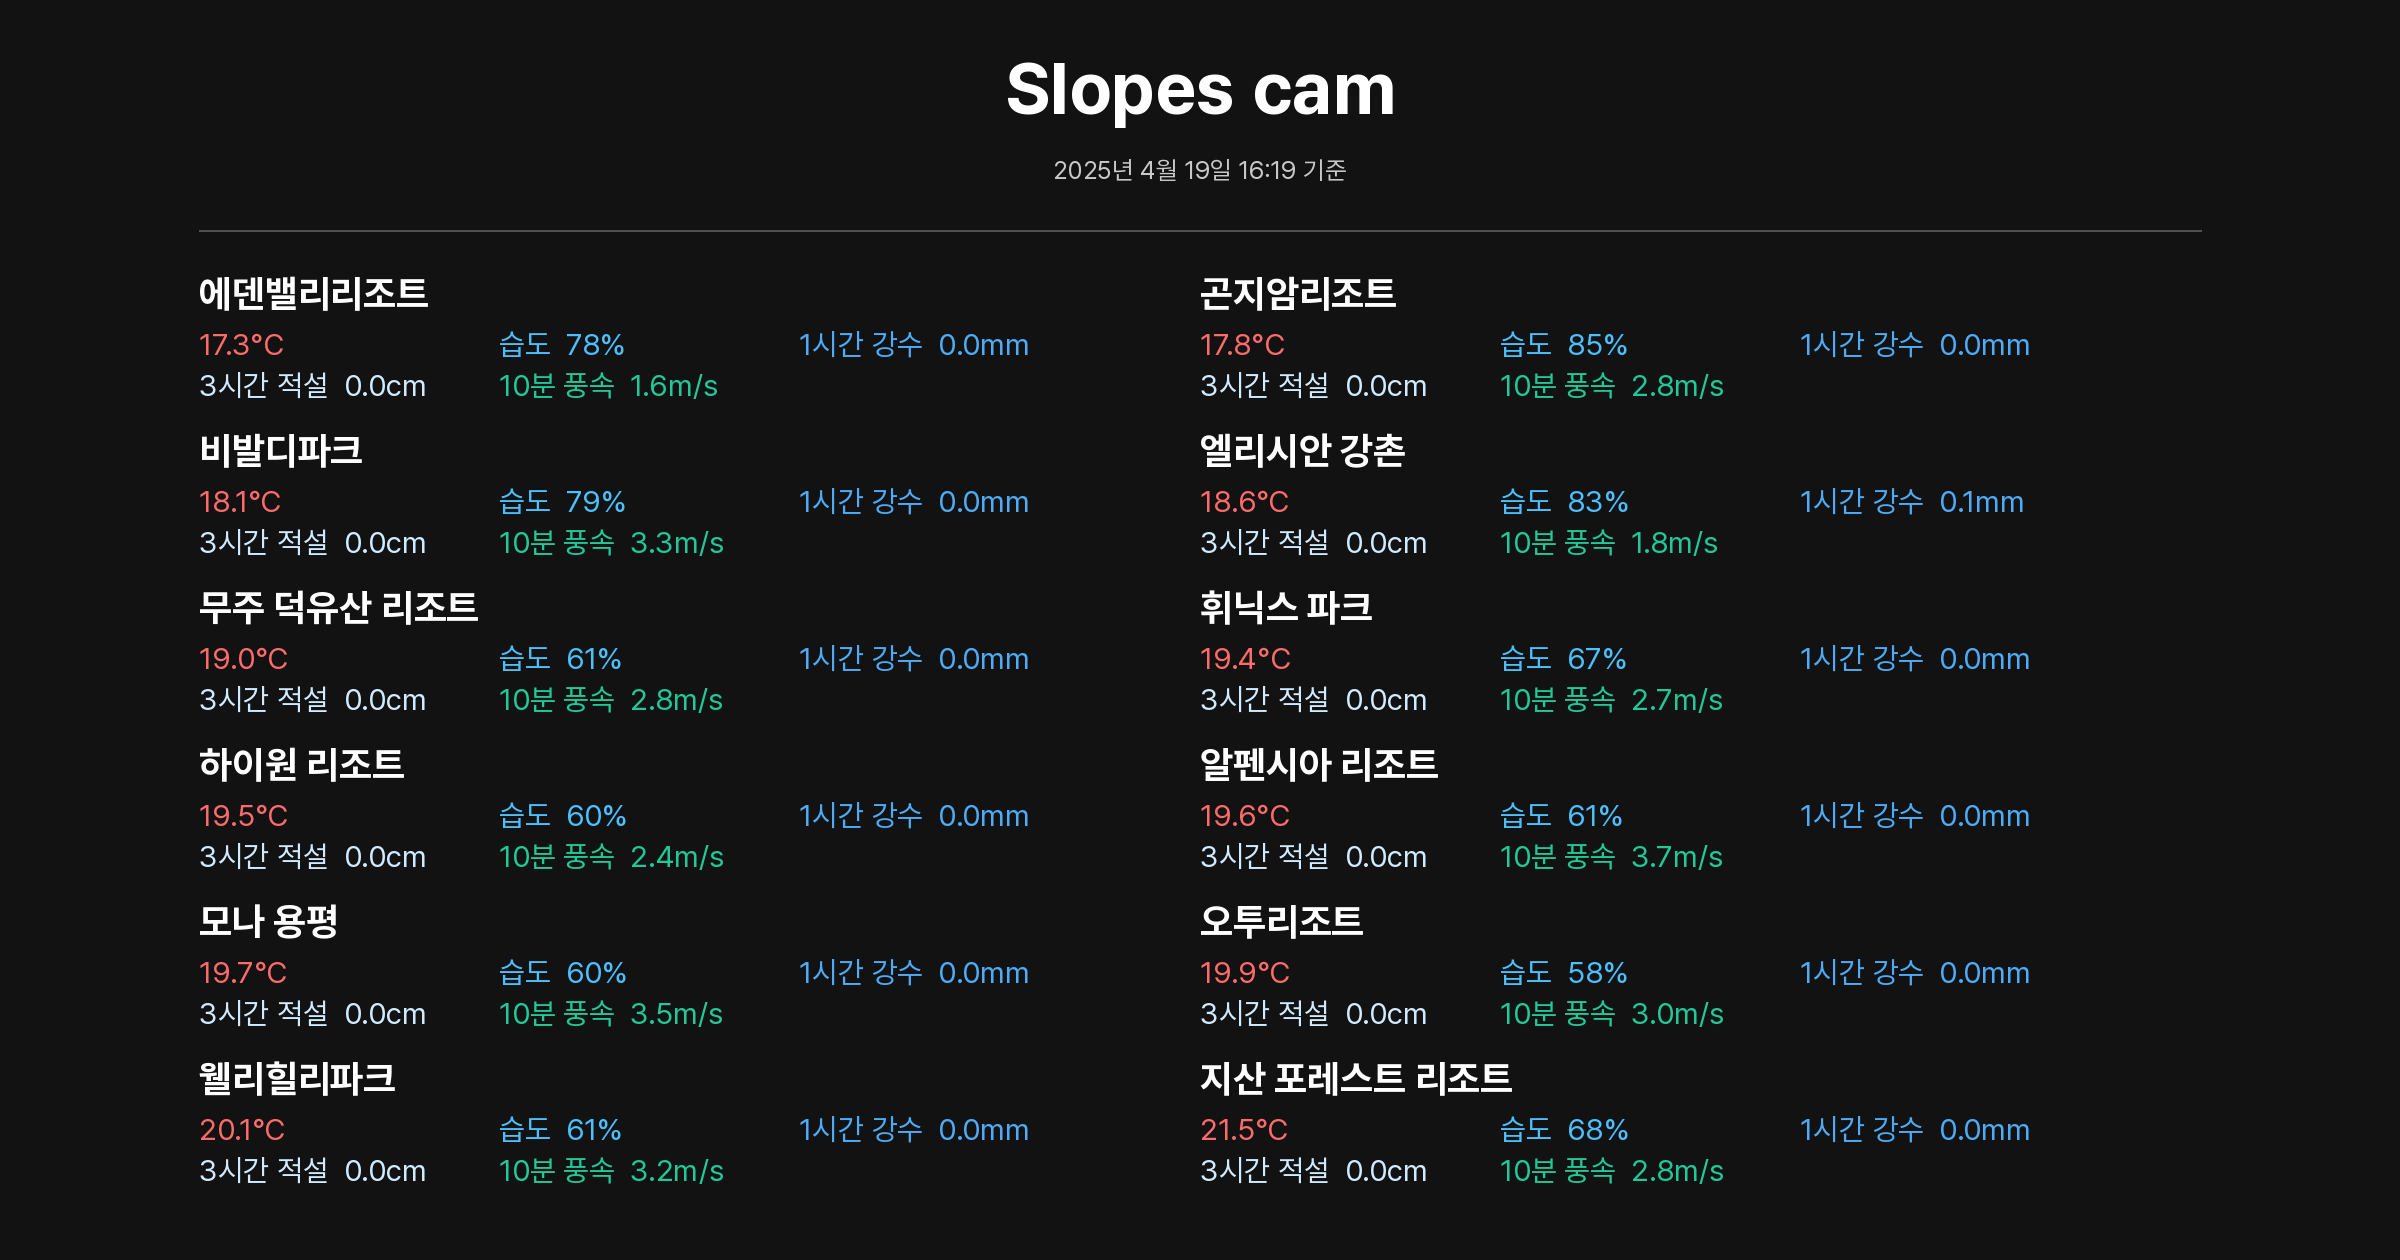 Slopes cam
2025년 4월 19일 16:19 기준
에덴밸리리조트
17.3°C 습도 78% 1시간 강수 0.0mm
3시간 적설 0.0cm 10분 풍속 1.6m/s
곤지암리조트
17.8°C 습도 85% 1시간 강수 0.0mm
3시간 적설 0.0cm 10분 풍속 2.8m/s
비발디파크
18.1°C 습도 79% 1시간 강수 0.0mm
3시간 적설 0.0cm 10분 풍속 3.3m/s
엘리시안 강촌
18.6°C 습도 83% 1시간 강수 0.1mm
3시간 적설 0.0cm 10분 풍속 1.8m/s
무주 덕유산 리조트
19.0°C 습도 61% 1시간 강수 0.0mm
3시간 적설 0.0cm 10분 풍속 2.8m/s
휘닉스 파크
19.4°C 습도 67% 1시간 강수 0.0mm
3시간 적설 0.0cm 10분 풍속 2.7m/s
하이원 리조트
19.5°C 습도 60% 1시간 강수 0.0mm
3시간 적설 0.0cm 10분 풍속 2.4m/s
알펜시아 리조트
19.6°C 습도 61% 1시간 강수 0.0mm
3시간 적설 0.0cm 10분 풍속 3.7m/s
모나 용평
19.7°C 습도 60% 1시간 강수 0.0mm
3시간 적설 0.0cm 10분 풍속 3.5m/s
오투리조트
19.9°C 습도 58% 1시간 강수 0.0mm
3시간 적설 0.0cm 10분 풍속 3.0m/s
웰리힐리파크
20.1°C 습도 61% 1시간 강수 0.0mm
3시간 적설 0.0cm 10분 풍속 3.2m/s
지산 포레스트 리조트
21.5°C 습도 68% 1시간 강수 0.0mm
3시간 적설 0.0cm 10분 풍속 2.8m/s